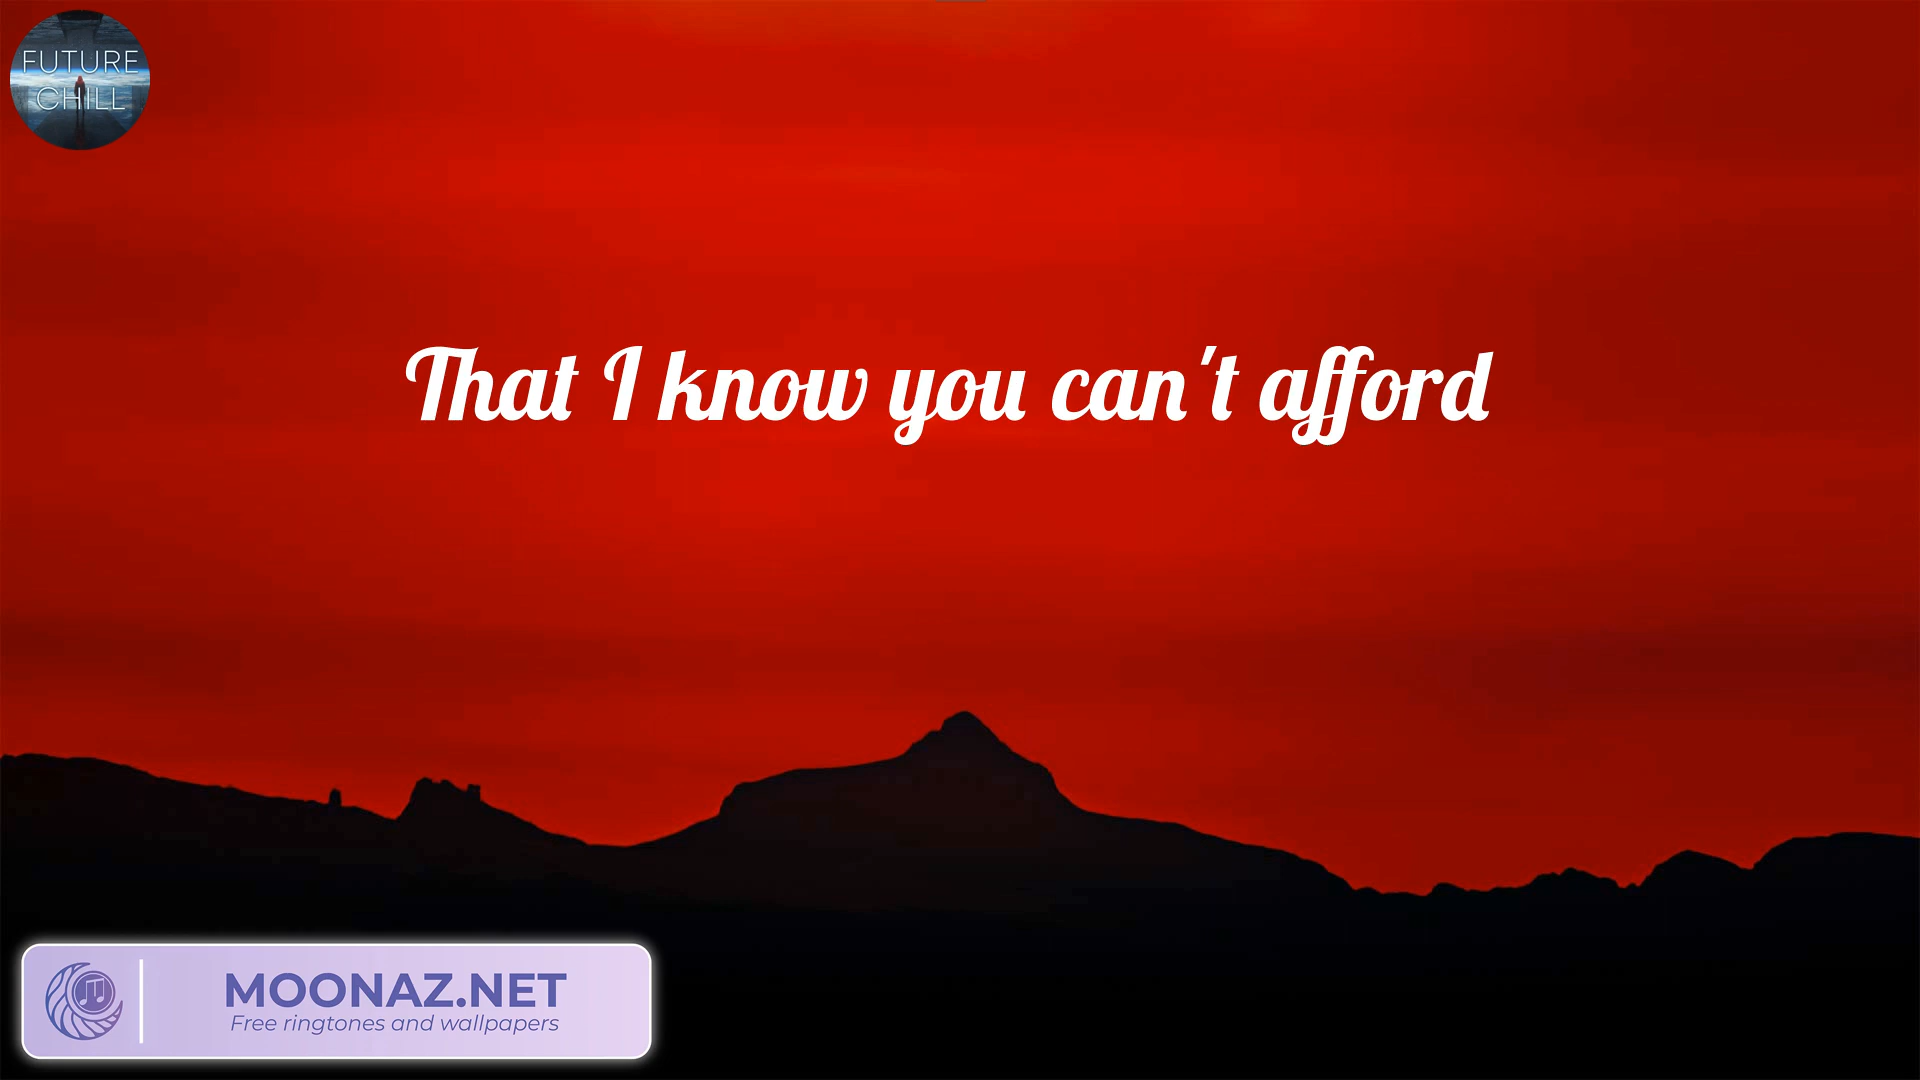 FUTURE
CHILL
That I know you can't afford
MOONAZ.NET
Free ringtones and wallpapers